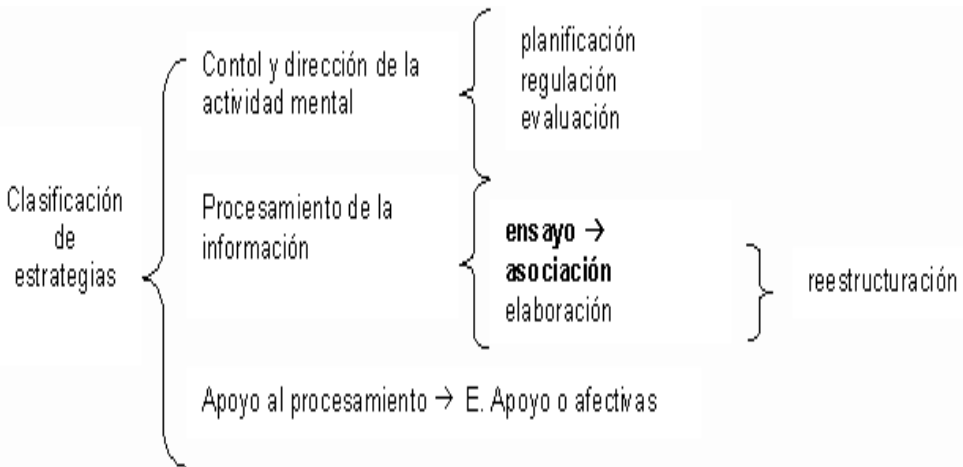 Clasificación
de
estrategias
Contol y dirección de la
actividad mental
planificación
regulación
evaluación
Procesamiento de la
información
ensayo →
asociación
elaboración
reestructuración
Apoyo al procesamiento → E. Apoyo o afectivas